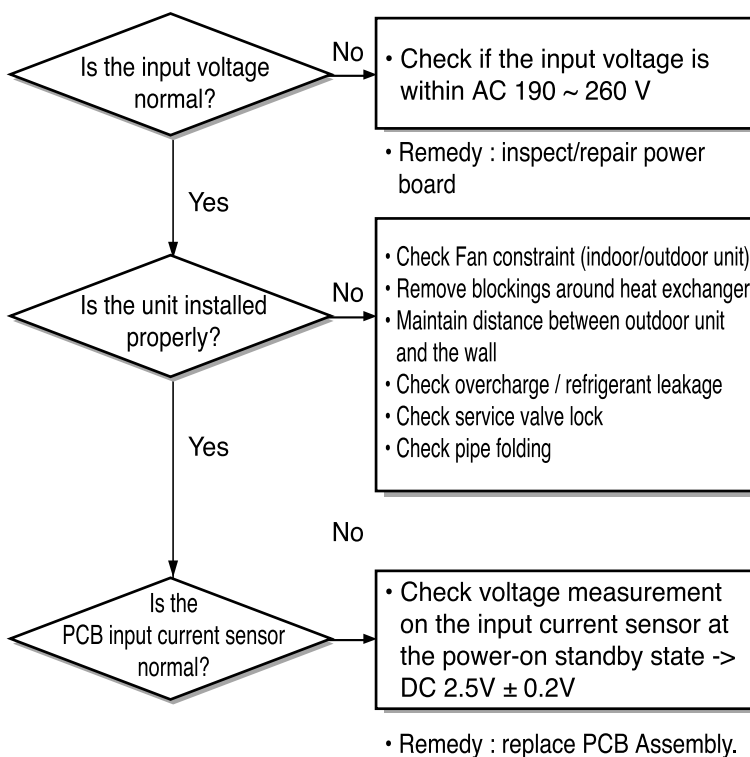 Is the input voltage
normal?
No
• Check if the input voltage is
within AC 190 ~ 260 V
• Remedy : inspect/repair power
board
Yes
Is the unit installed
properly?
No
• Check Fan constraint (indoor/outdoor unit)
• Remove blockings around heat exchanger
• Maintain distance between outdoor unit
and the wall
• Check overcharge / refrigerant leakage
• Check service valve lock
• Check pipe folding
Yes
No
Is the
PCB input current sensor
normal?
• Check voltage measurement
on the input current sensor at
the power-on standby state ->
DC 2.5V ± 0.2V
• Remedy : replace PCB Assembly.